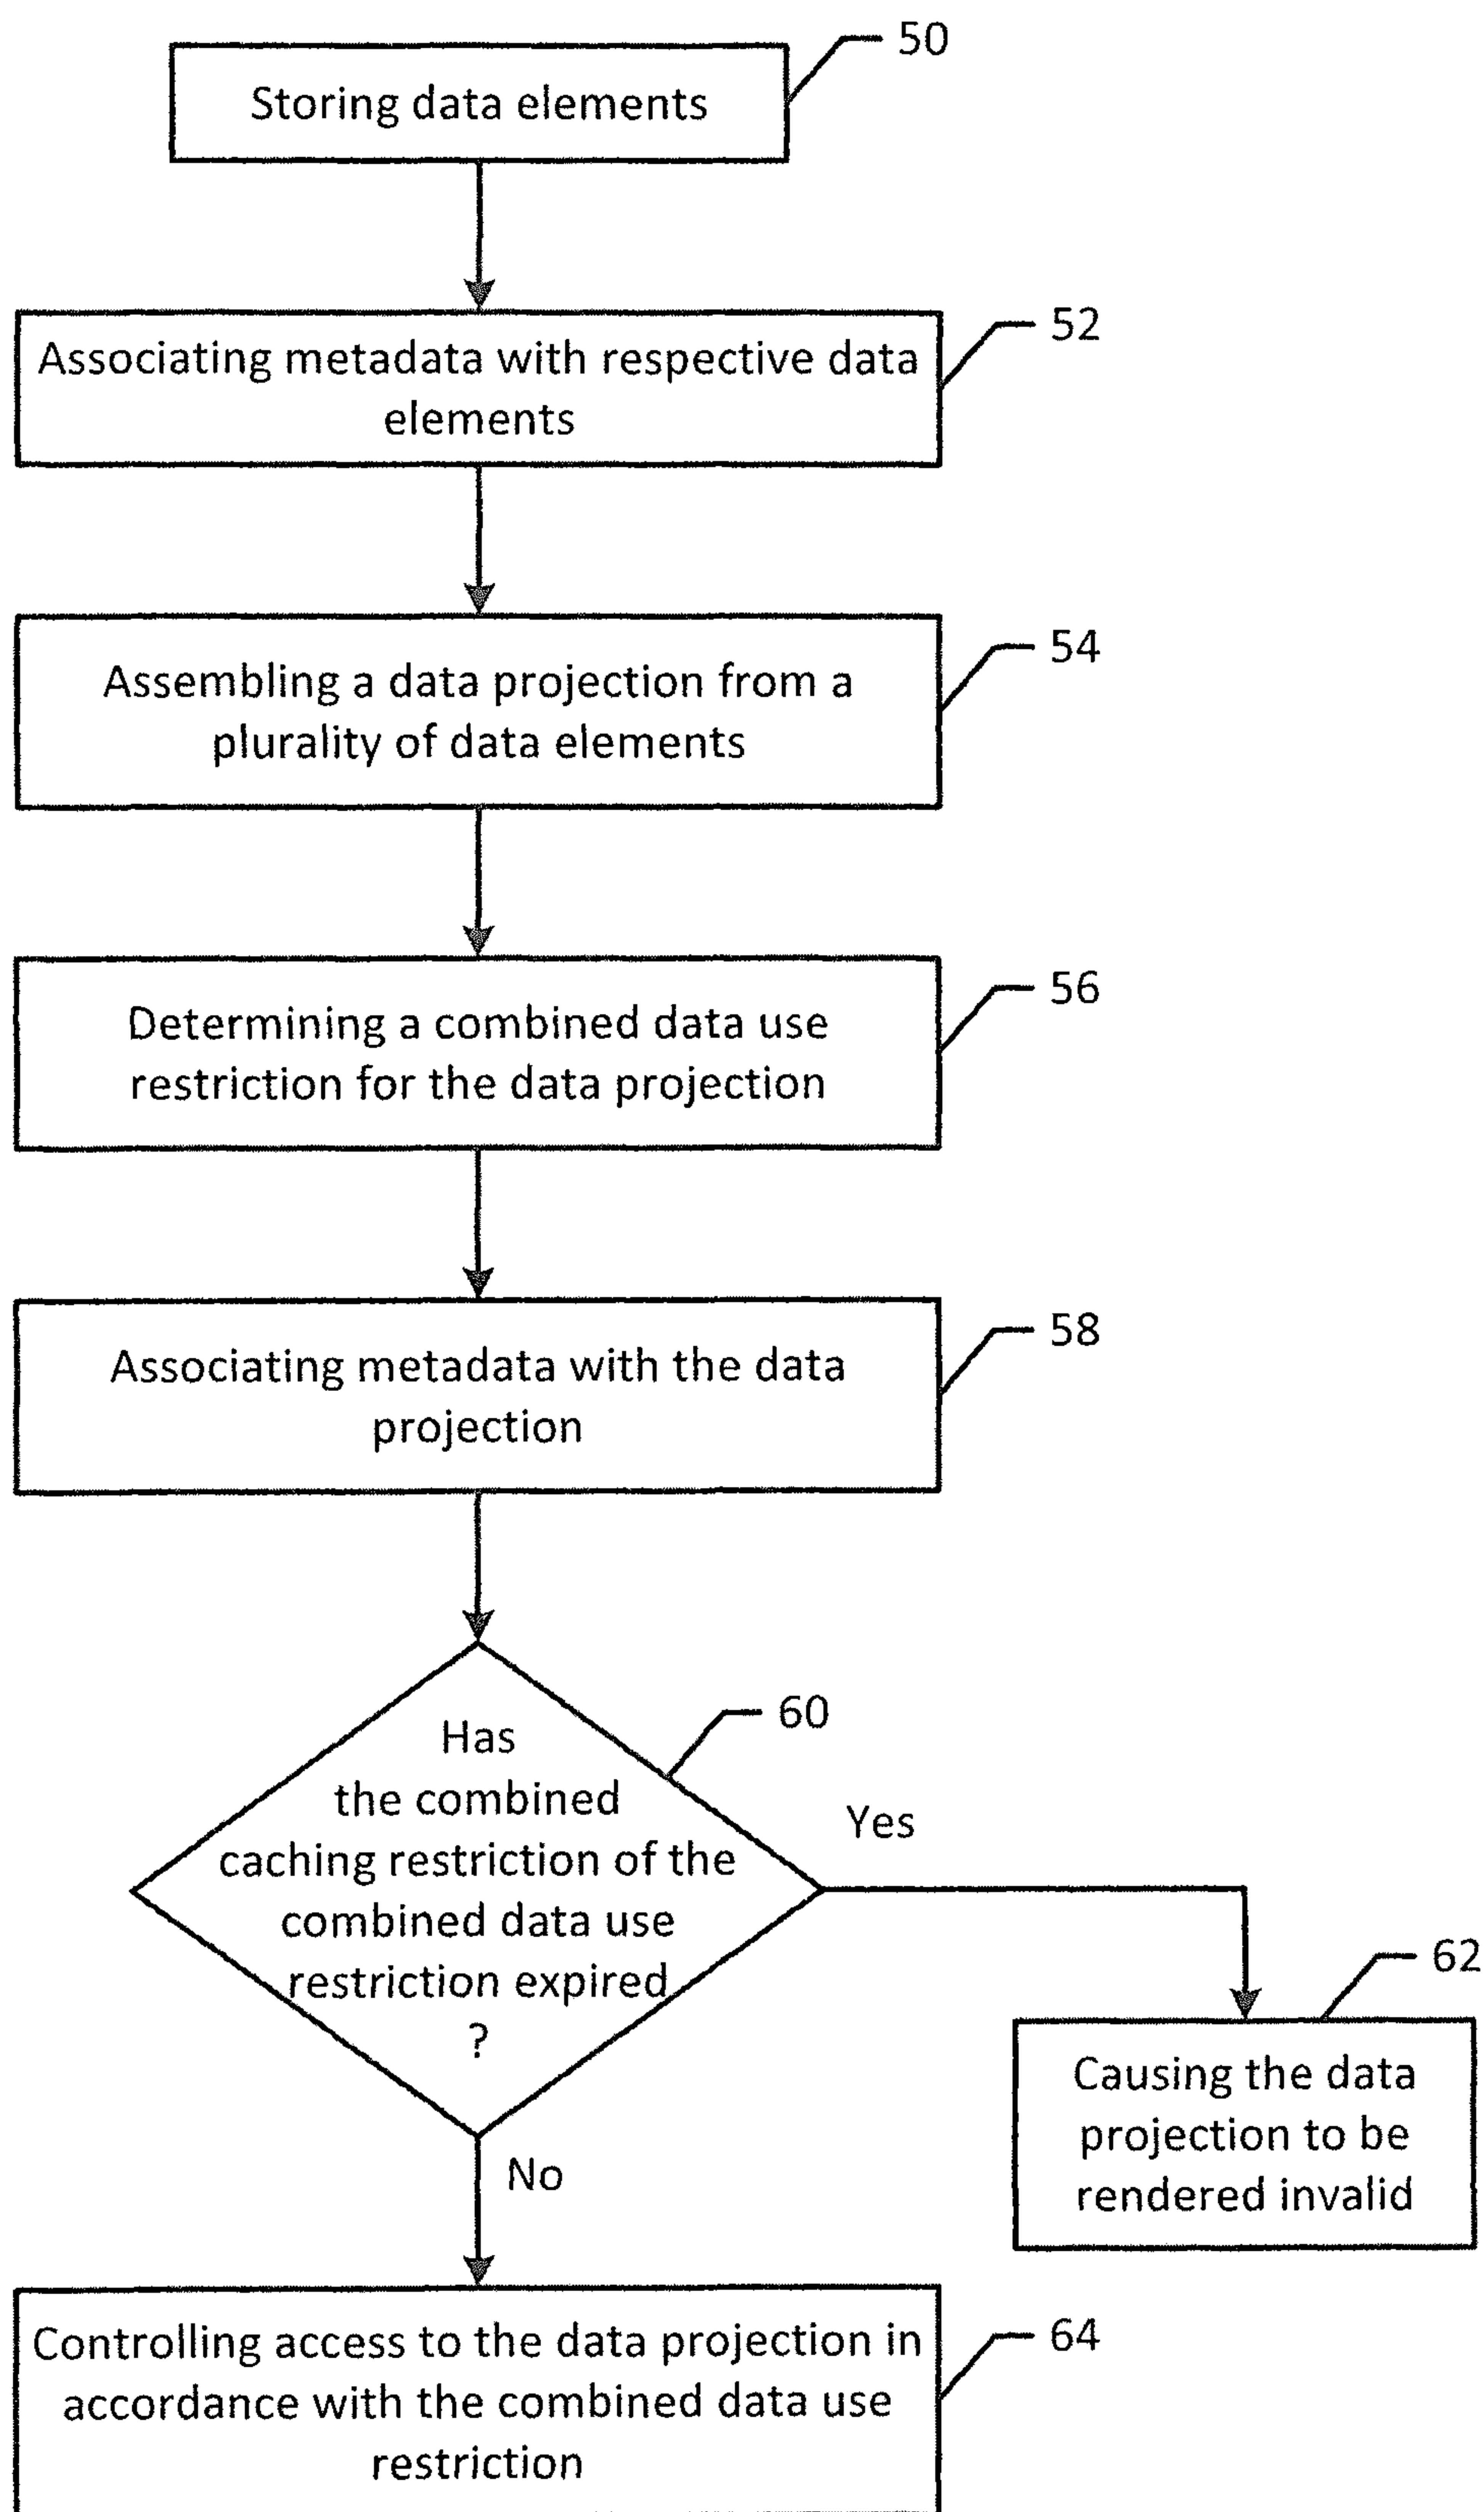 50
Storing data elements
52
Associating metadata with respective data
elements
54
Assembling a data projection from a
plurality of data elements
56
Determining a combined data use
restriction for the data projection
58
Associating metadata with the data
projection
60
Has
the combined
caching restriction of the
combined data use
restriction expired
?
Yes
62
Causing the data
projection to be
rendered invalid
No
64
Controlling access to the data projection in
accordance with the combined data use
restriction